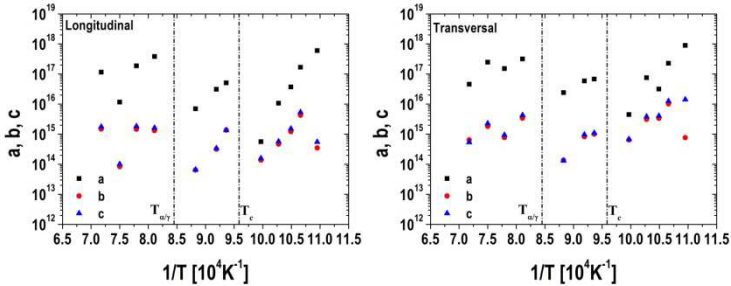 Longitudinal
a, b, c
10^19
10^18
10^17
10^16
10^15
10^14
10^13
10^12
a
b
c
T_α/γ
T_c
6.5 7.0 7.5 8.0 8.5 9.0 9.5 10.0 10.5 11.0 11.5
1/T [10^4K^-1]
Transversal
a, b, c
10^19
10^18
10^17
10^16
10^15
10^14
10^13
10^12
a
b
c
T_α/γ
T_c
6.5 7.0 7.5 8.0 8.5 9.0 9.5 10.0 10.5 11.0 11.5
1/T [10^4K^-1]